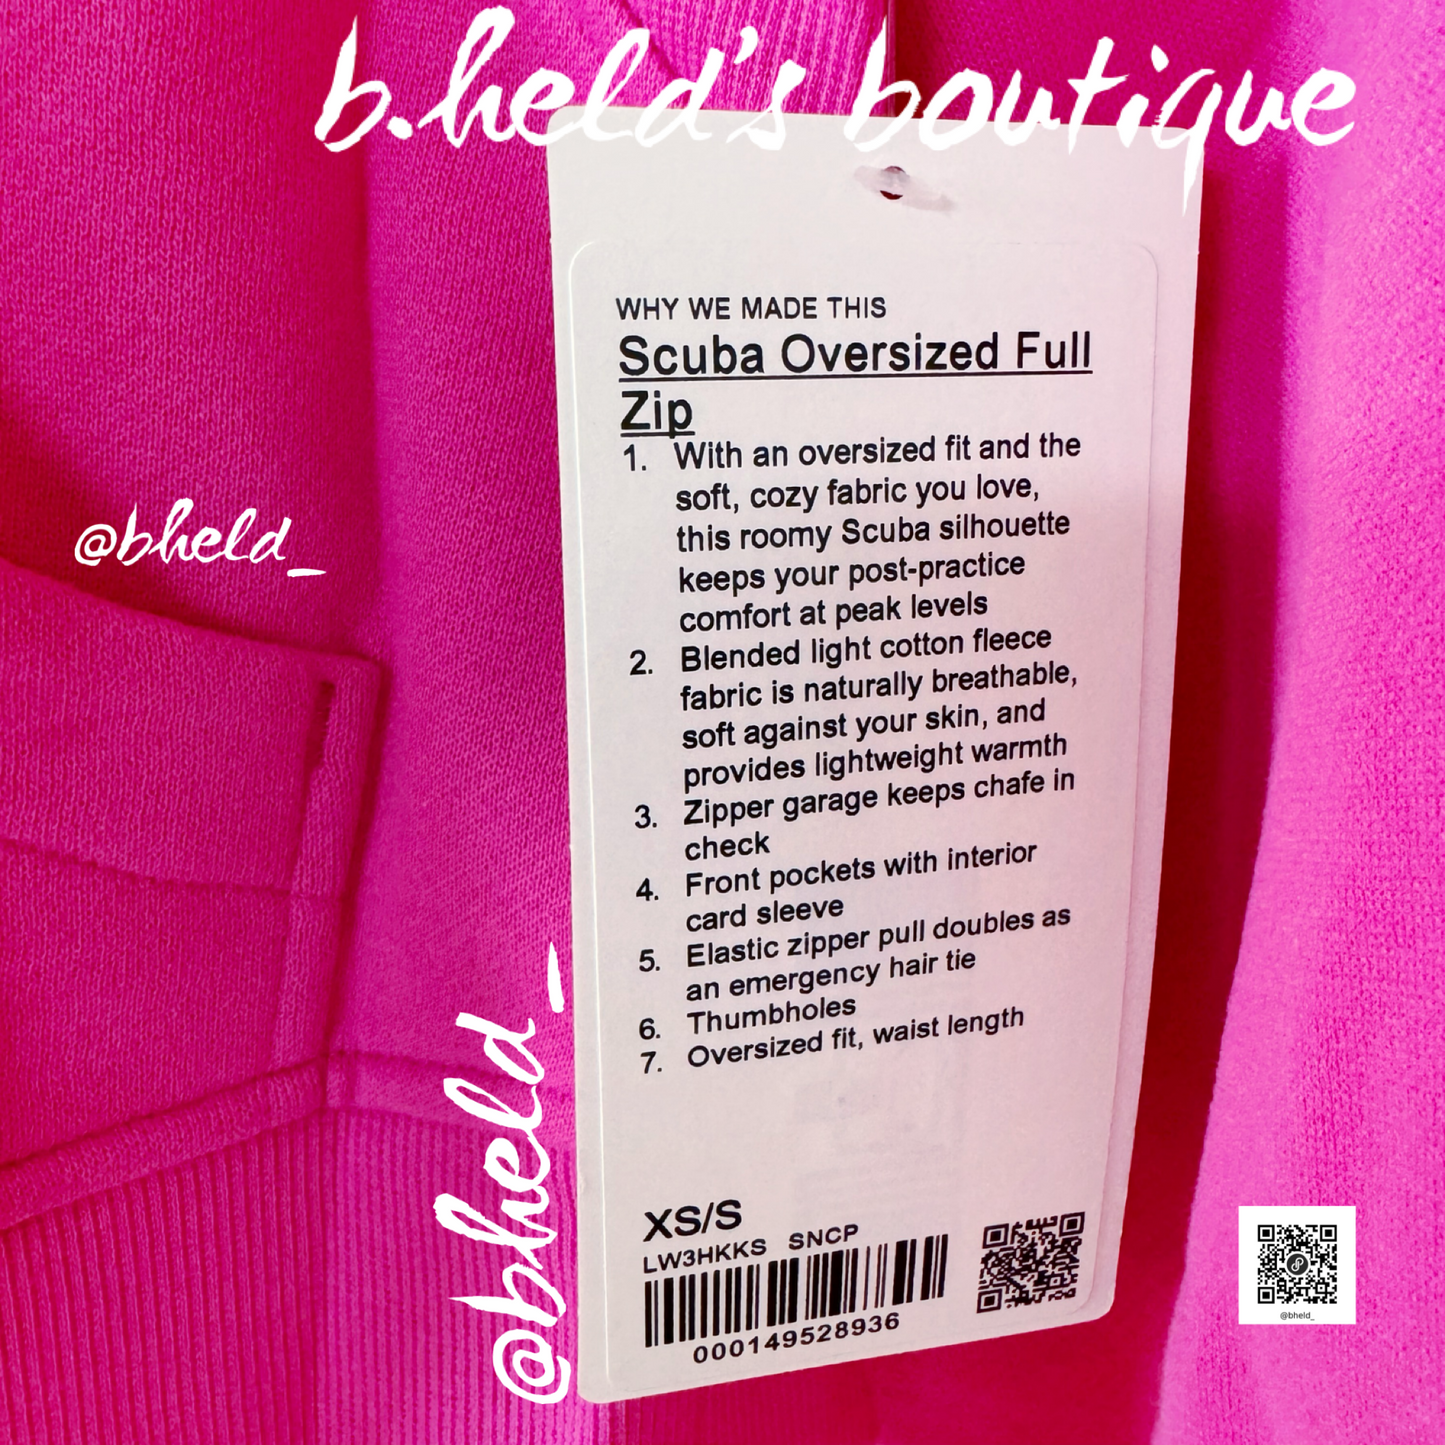 b.held's boutique
WHY WE MADE THIS
Scuba Oversized Full
Zip
1. With an oversized fit and the
soft, cozy fabric you love,
this roomy Scuba silhouette
keeps your post-practice
comfort at peak levels
2. Blended light cotton fleece
fabric is naturally breathable,
soft against your skin, and
provides lightweight warmth
3. Zipper garage keeps chafe in
check
4. Front pockets with interior
card sleeve
5. Elastic zipper pull doubles as
an emergency hair tie
6. Thumbholes
7. Oversized fit, waist length
XS/S
LW3HKKS SNCP
000149528936
@bheld_
@bheld_
@bheld_